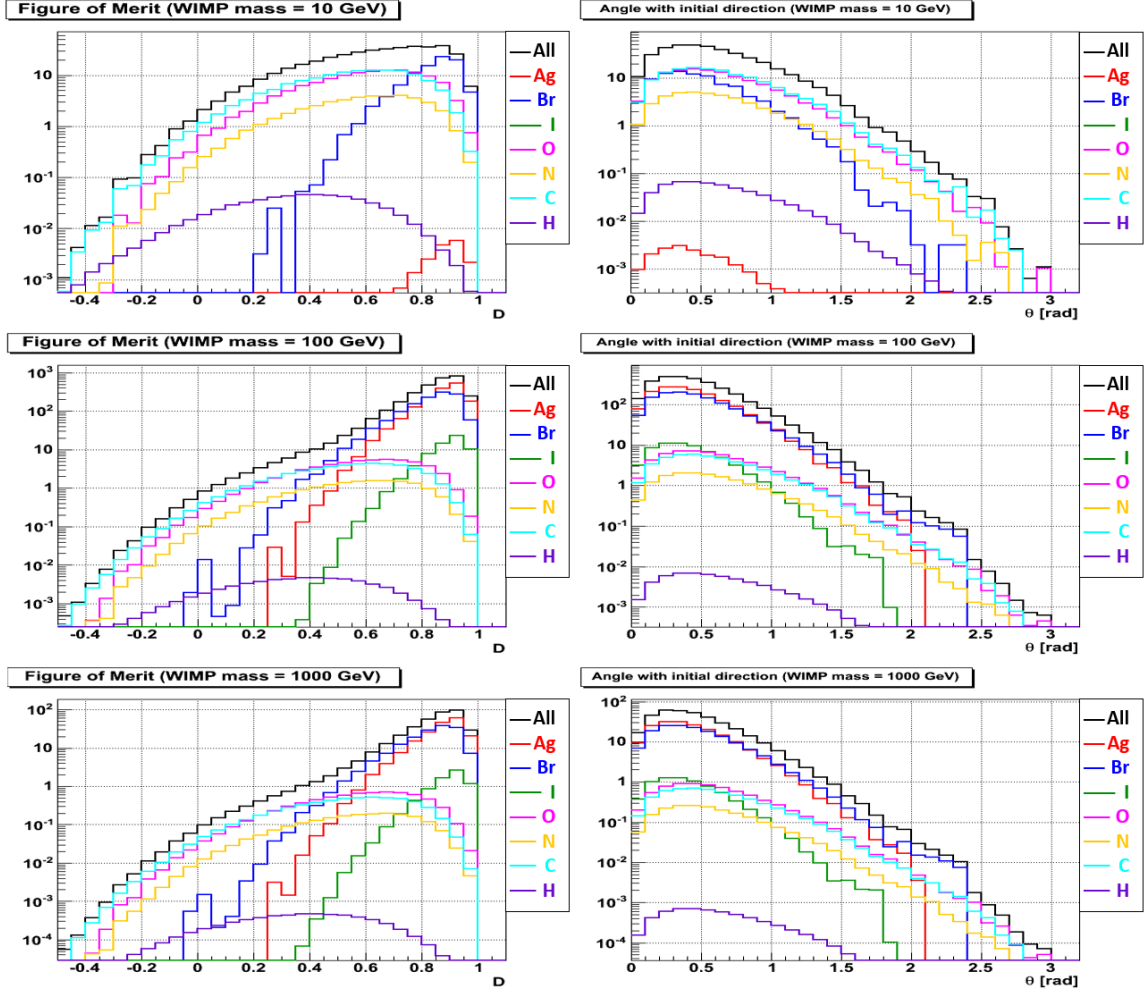 Figure of Merit (WIMP mass = 10 GeV)
10
1
10⁻¹
10⁻²
10⁻³
-0.4 -0.2 0 0.2 0.4 0.6 0.8 1
D
All
Ag
Br
I
O
N
C
H
Angle with initial direction (WIMP mass = 10 GeV)
10
1
10⁻¹
10⁻²
10⁻³
0 0.5 1 1.5 2 2.5 3
θ [rad]
All
Ag
Br
I
O
N
C
H
Figure of Merit (WIMP mass = 100 GeV)
10³
10²
10
1
10⁻¹
10⁻²
10⁻³
-0.4 -0.2 0 0.2 0.4 0.6 0.8 1
D
All
Ag
Br
I
O
N
C
H
Angle with initial direction (WIMP mass = 100 GeV)
10²
10
1
10⁻¹
10⁻²
10⁻³
0 0.5 1 1.5 2 2.5 3
θ [rad]
All
Ag
Br
I
O
N
C
H
Figure of Merit (WIMP mass = 1000 GeV)
10²
10
1
10⁻¹
10⁻²
10⁻³
10⁻⁴
-0.4 -0.2 0 0.2 0.4 0.6 0.8 1
D
All
Ag
Br
I
O
N
C
H
Angle with initial direction (WIMP mass = 1000 GeV)
10²
10
1
10⁻¹
10⁻²
10⁻³
10⁻⁴
0 0.5 1 1.5 2 2.5 3
θ [rad]
All
Ag
Br
I
O
N
C
H